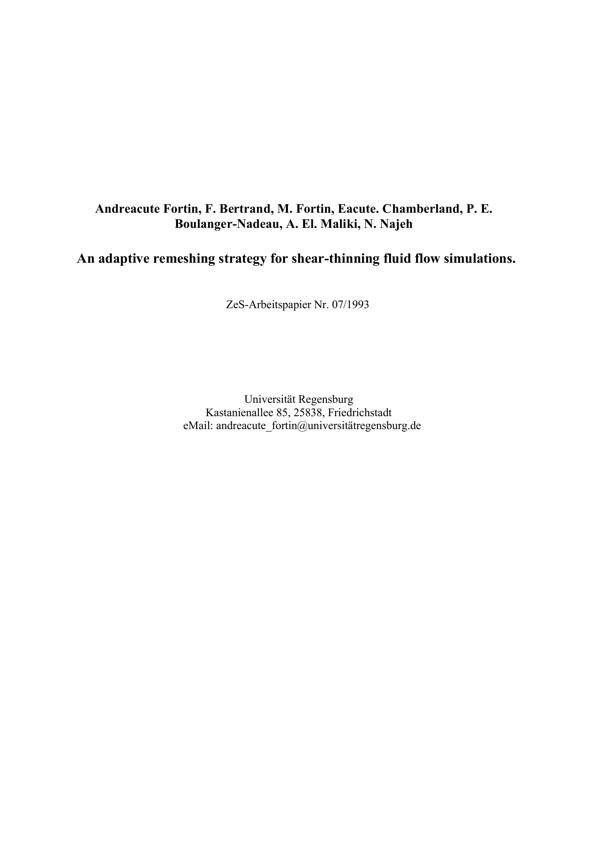 Andreacute Fortin, F. Bertrand, M. Fortin, Eacute. Chamberland, P. E.
Boulanger-Nadeau, A. El. Maliki, N. Najeh
An adaptive remeshing strategy for shear-thinning fluid flow simulations.
ZeS-Arbeitspapier Nr. 07/1993
Universität Regensburg
Kastanienallee 85, 25838, Friedrichstadt
eMail: andreacute_fortin@universitätregensburg.de